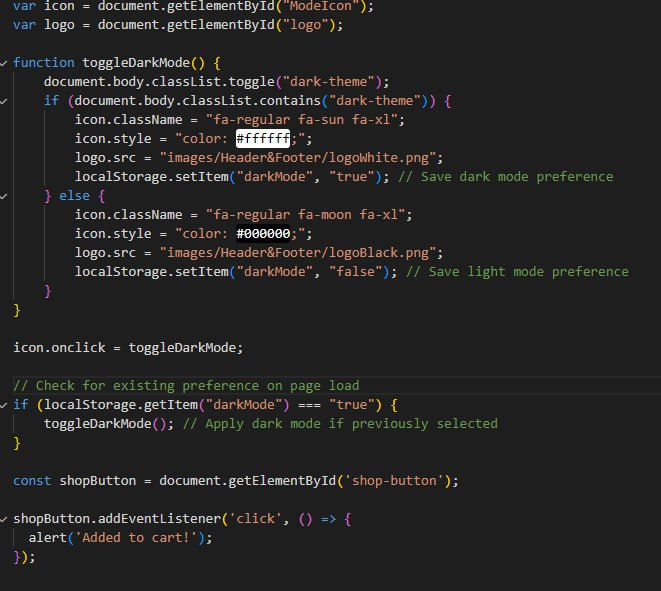 var icon = document.getElementById("ModeIcon");
var logo = document.getElementById("logo");
function toggleDarkMode() {
    document.body.classList.toggle("dark-theme");
    if (document.body.classList.contains("dark-theme")) {
        icon.className = "fa-regular fa-sun fa-xl";
        icon.style = "color: #ffffff;";
        logo.src = "images/Header&Footer/logoWhite.png";
        localStorage.setItem("darkMode", "true"); // Save dark mode preference
    } else {
        icon.className = "fa-regular fa-moon fa-xl";
        icon.style = "color: #000000;";
        logo.src = "images/Header&Footer/logoBlack.png";
        localStorage.setItem("darkMode", "false"); // Save light mode preference
    }
}
icon.onclick = toggleDarkMode;
// Check for existing preference on page load
if (localStorage.getItem("darkMode") === "true") {
    toggleDarkMode(); // Apply dark mode if previously selected
}
const shopButton = document.getElementById('shop-button');
shopButton.addEventListener('click', () => {
  alert('Added to cart!');
});